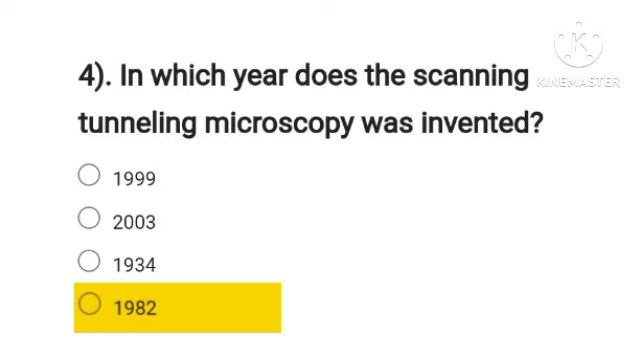 K
KINEMASTER
4). In which year does the scanning
tunneling microscopy was invented?
1999
2003
1934
1982